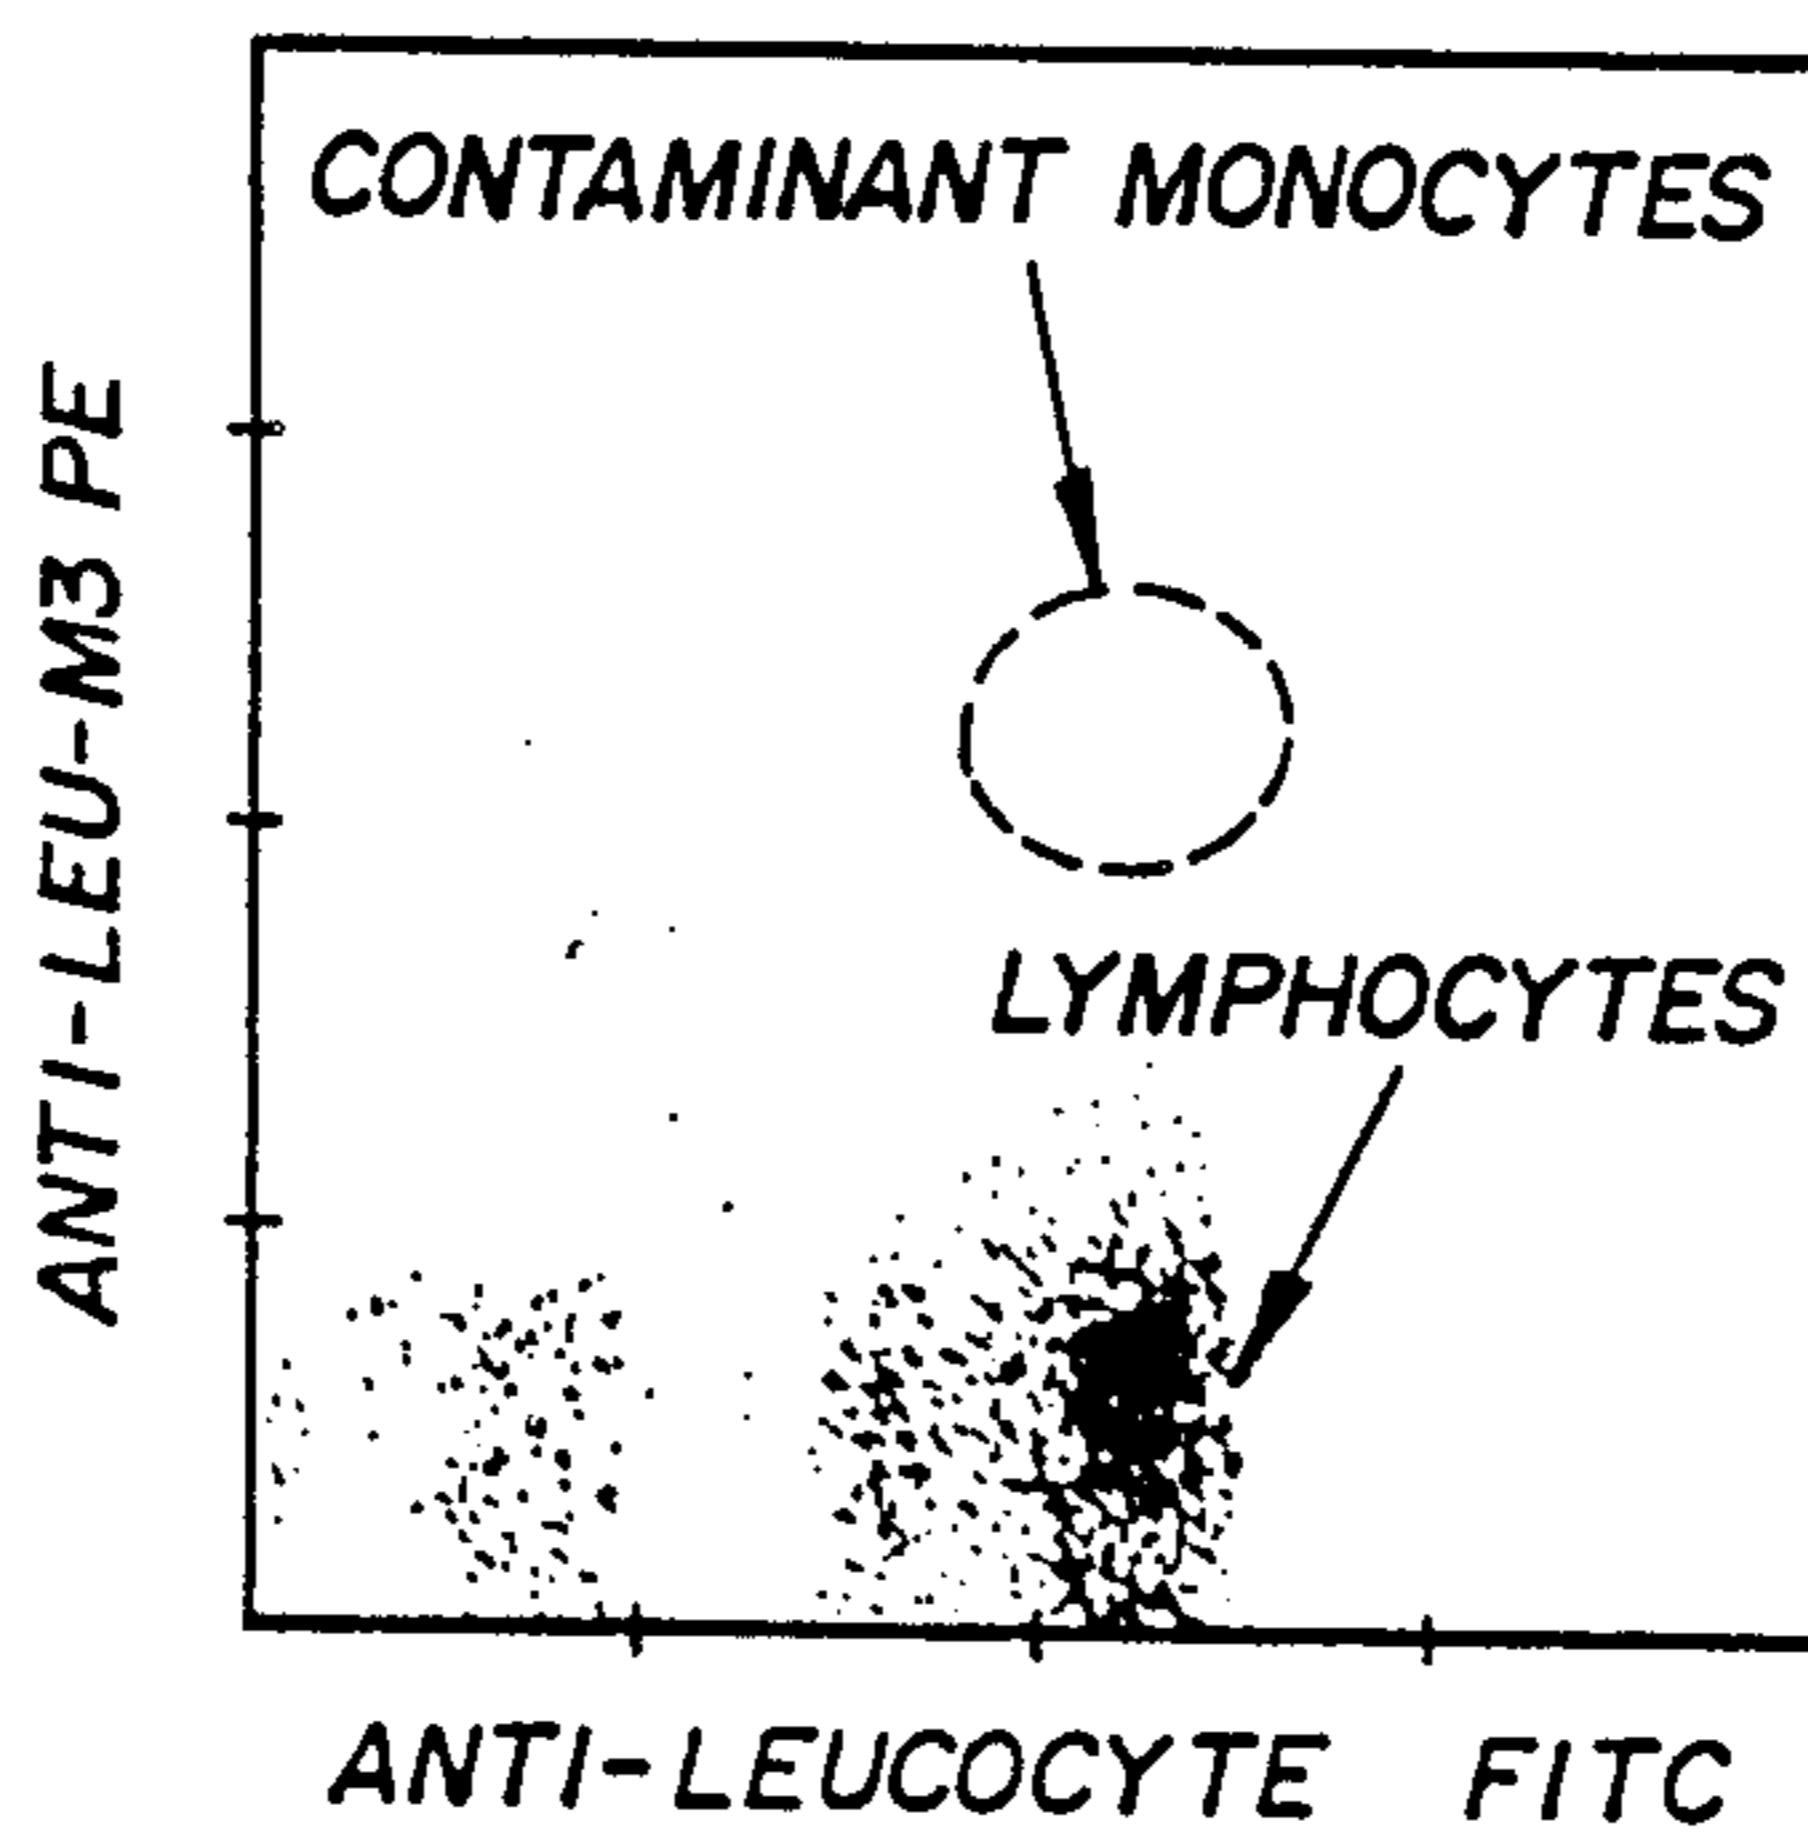 CONTAMINANT MONOCYTES
ANTI-LEU-M3 PE
LYMPHOCYTES
ANTI-LEUCOCYTE FITC